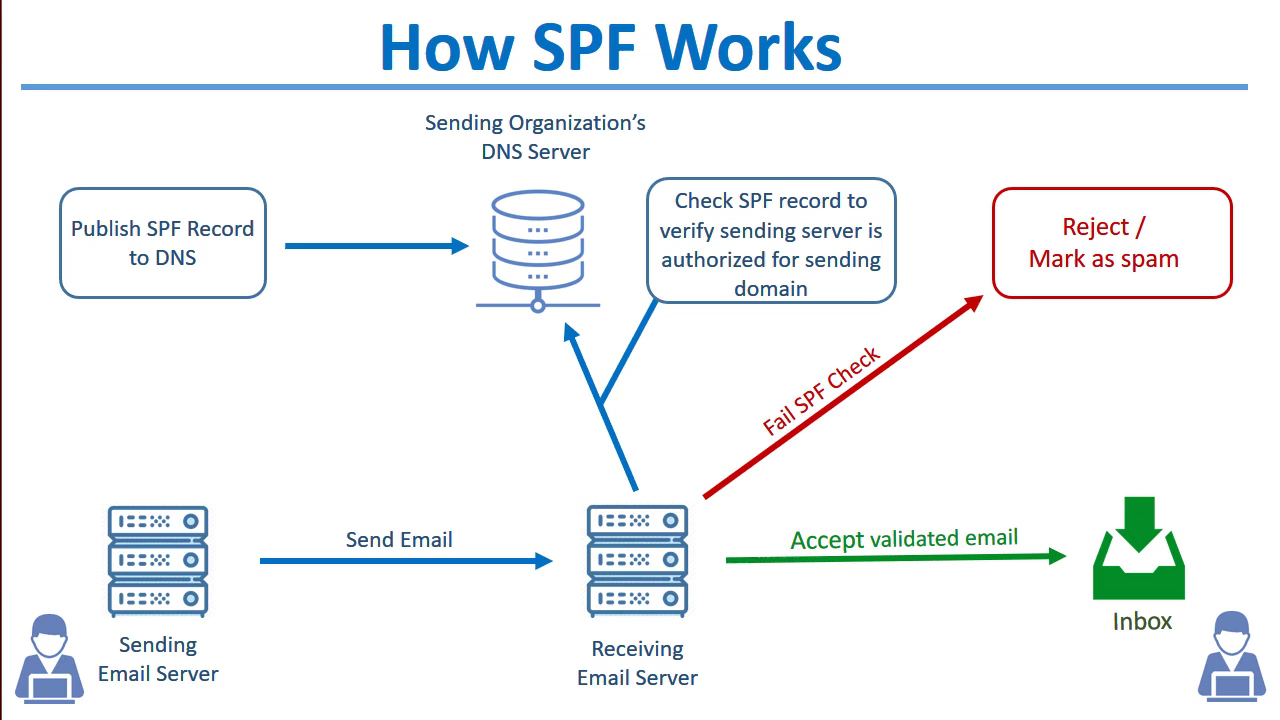 How SPF Works
Sending Organization's
DNS Server
Publish SPF Record
to DNS
Check SPF record to
verify sending server is
authorized for sending
domain
Reject /
Mark as spam
Fail SPF Check
Send Email
Accept validated email
Inbox
Sending
Email Server
Receiving
Email Server